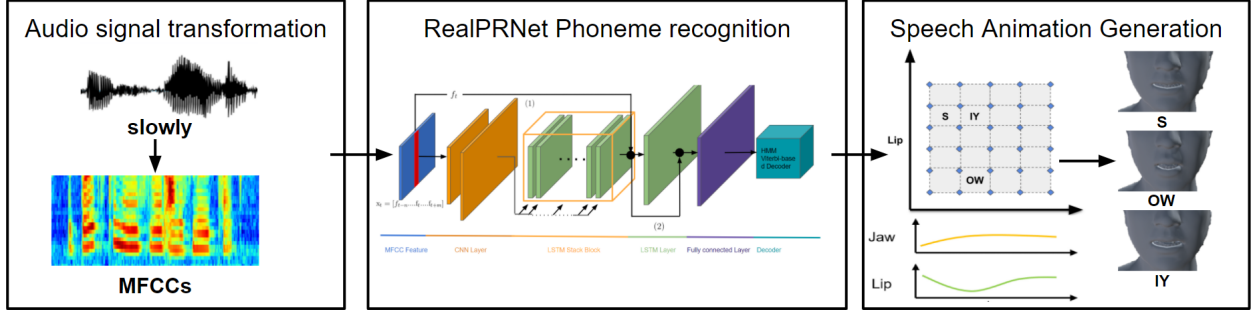 Audio signal transformation
slowly
MFCCs
RealPRNet Phoneme recognition
f_t
(1)
HMM
Viterbi-base
d Decoder
(2)
MFCC Feature
CNN Layer
LSTM Stack Block
LSTM Layer
Fully connected Layer
Decoder
Speech Animation Generation
Lip
S
IY
OW
Jaw
Lip
S
OW
IY